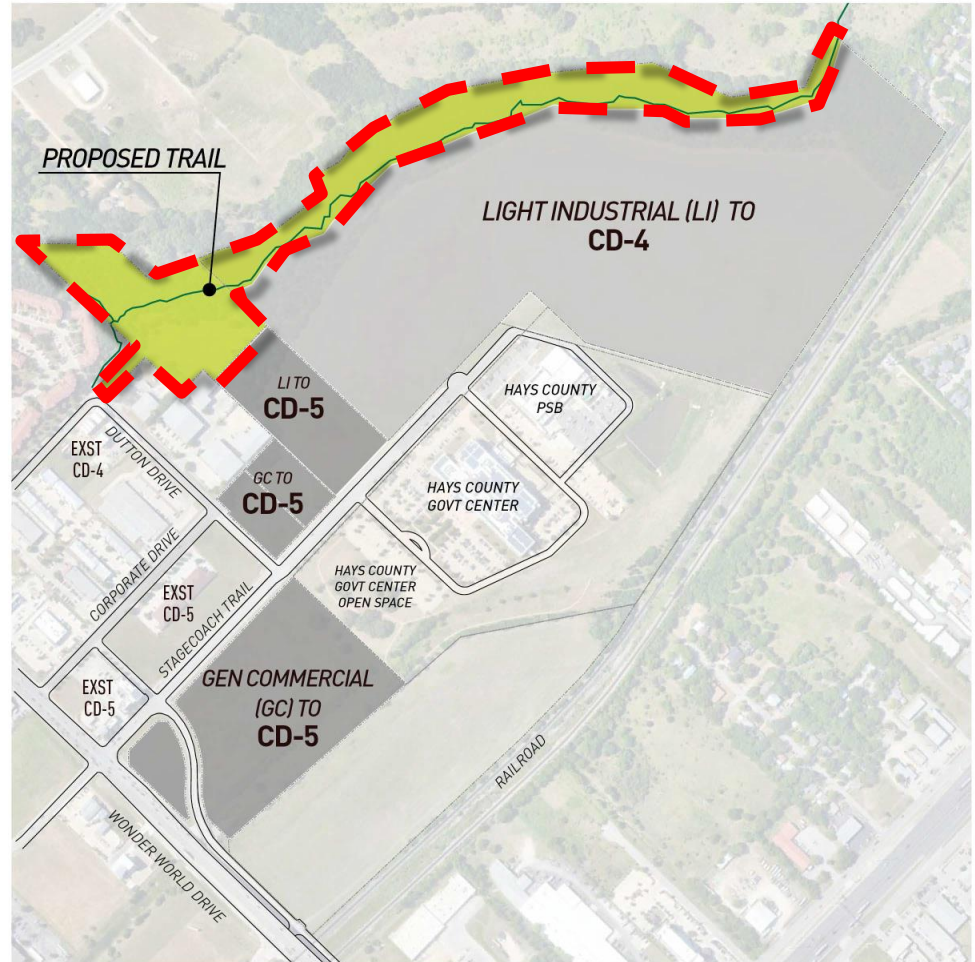 PROPOSED TRAIL
LIGHT INDUSTRIAL (LI) TO
CD-4
LI TO
CD-5
HAYS COUNTY
PSB
EXST
CD-4
DUTTON DRIVE
GC TO
CD-5
HAYS COUNTY
GOVT CENTER
CORPORATE DRIVE
EXST
CD-5
HAYS COUNTY
GOVT CENTER
OPEN SPACE
STAGECOACH TRAIL
EXST
CD-5
GEN COMMERCIAL
(GC) TO
CD-5
RAILROAD
WONDER WORLD DRIVE